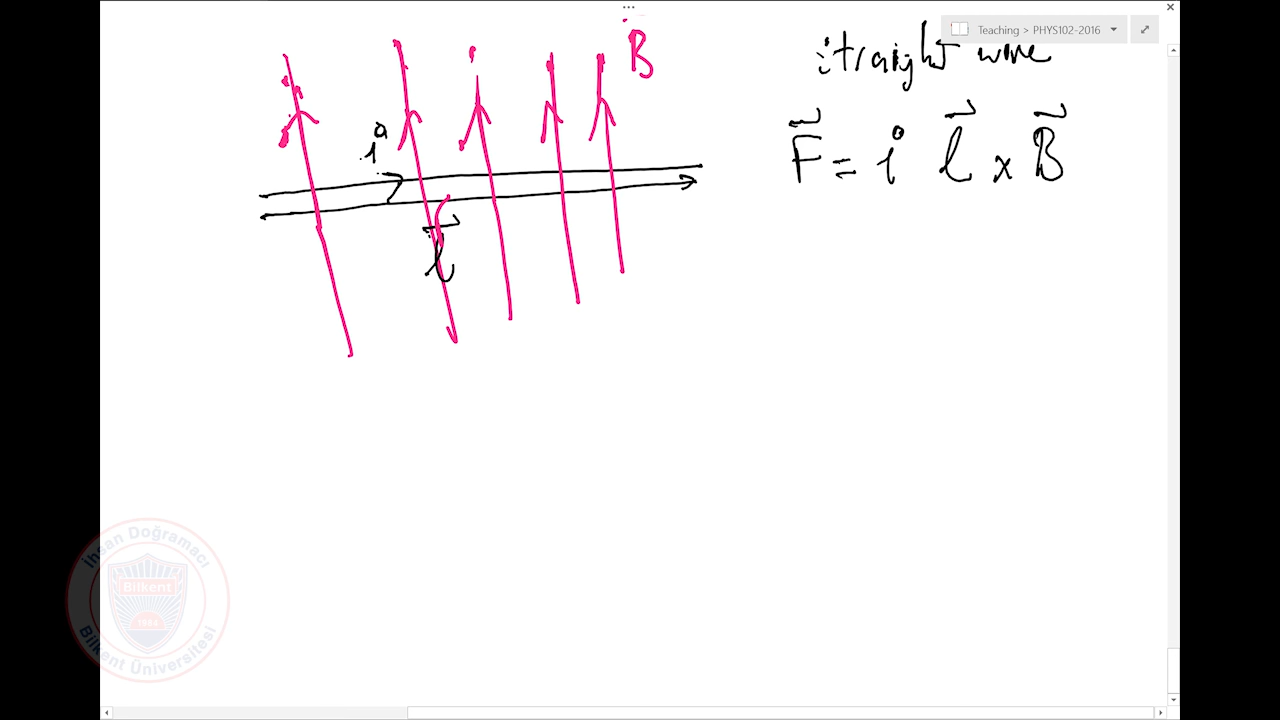 Teaching > PHYS102-2016
straight wire
B
i
F⃗ = i l⃗ x B⃗
l⃗
İhsan Doğramacı
Bilkent
1984
Bilkent Üniversitesi